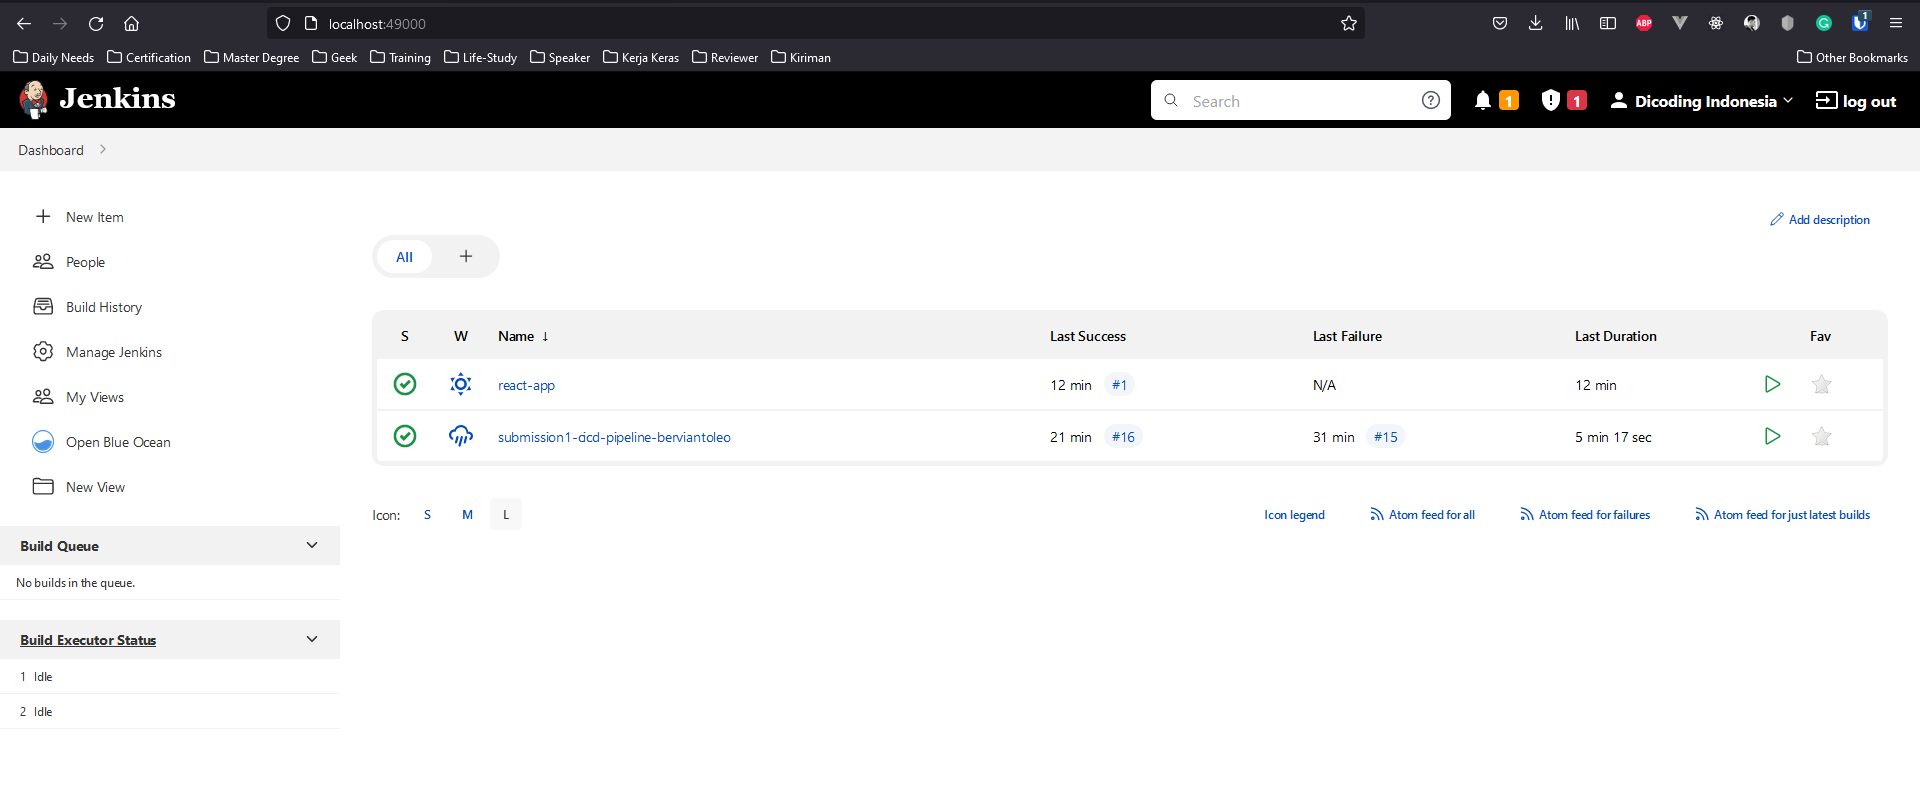 localhost:49000
ABP
1
Daily Needs Certification Master Degree Geek Training Life-Study Speaker Kerja Keras Reviewer Kiriman Other Bookmarks
Jenkins Search 1 1 Dicoding Indonesia log out
Dashboard
New Item
Add description
People
All +
Build History
Manage Jenkins
My Views
Open Blue Ocean
New View
S W Name ↓ Last Success Last Failure Last Duration Fav
react-app 12 min #1 N/A 12 min
submission1-cicd-pipeline-berviantoleo 21 min #16 31 min #15 5 min 17 sec
Icon: S M L Icon legend Atom feed for all Atom feed for failures Atom feed for just latest builds
Build Queue
No builds in the queue.
Build Executor Status
1 Idle
2 Idle